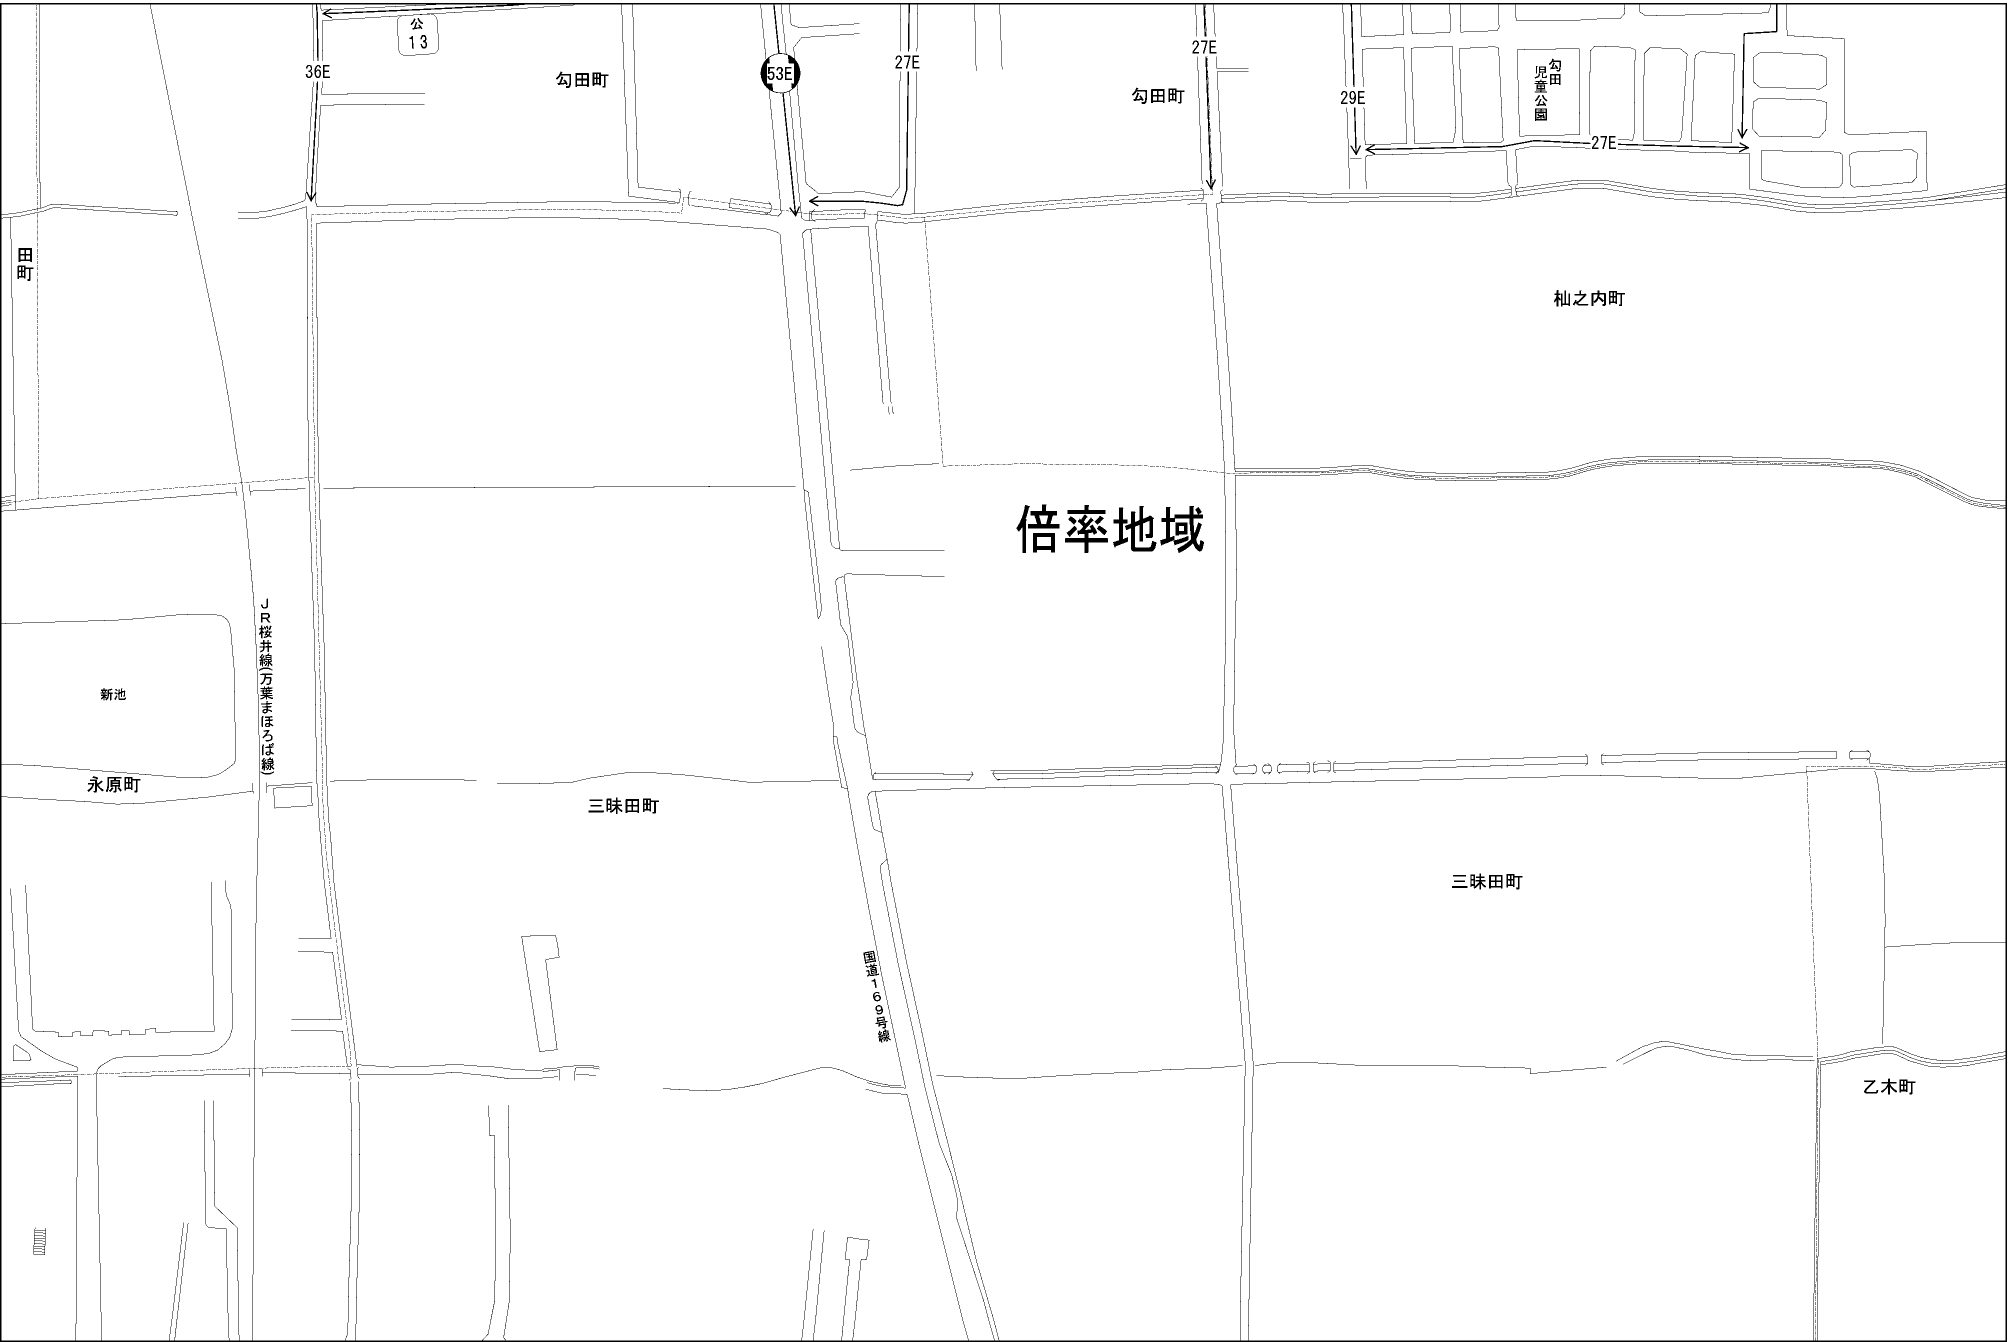 公
13
36E
勾田町
53E
27E
27E
勾田町
29E
勾田
児童公園
27E
田町
杣之内町
倍率地域
JR桜井線(万葉まほろば線)
新池
永原町
三昧田町
三昧田町
国道169号線
乙木町